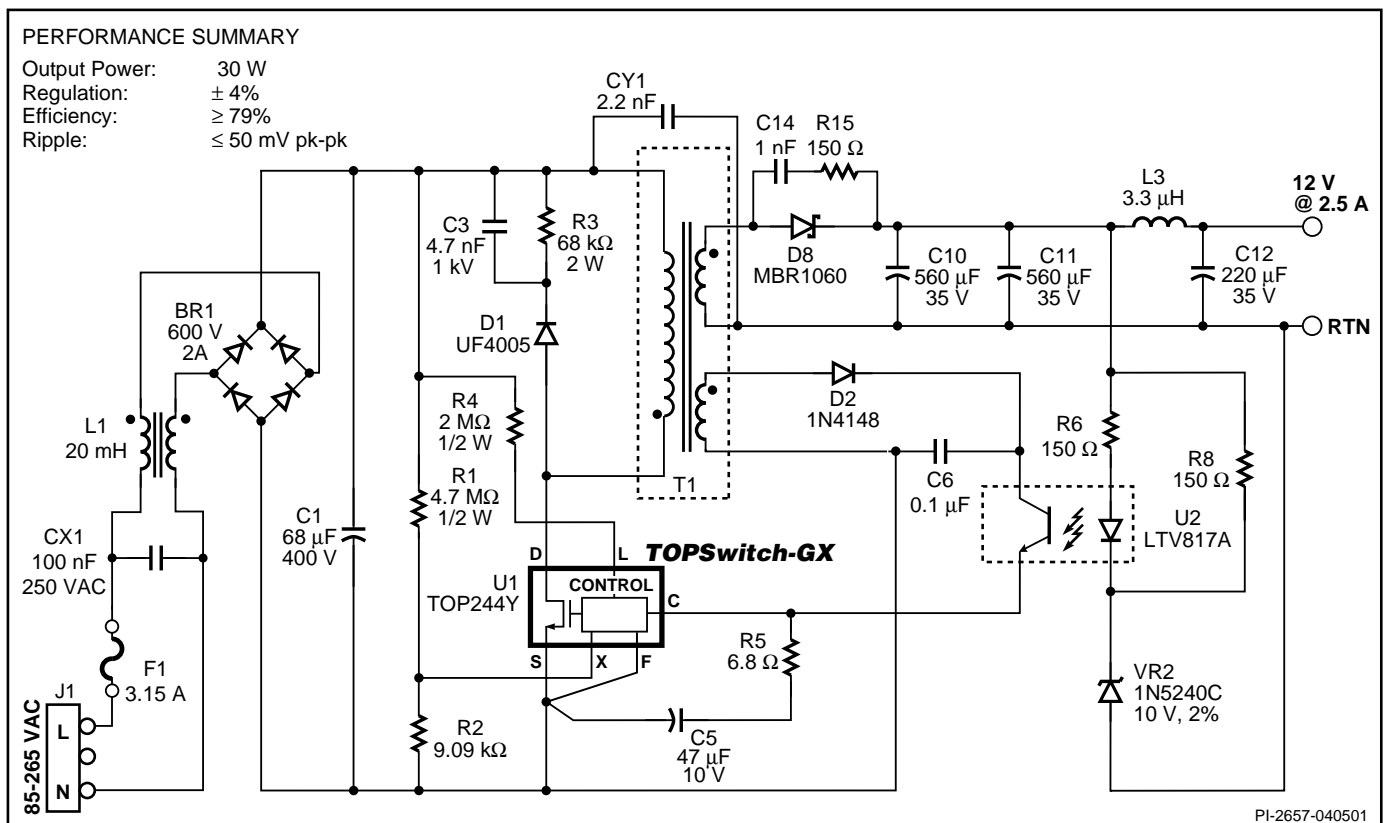 PERFORMANCE SUMMARY
Output Power: 30 W
Regulation: ± 4%
Efficiency: ≥ 79%
Ripple: ≤ 50 mV pk-pk
CY1
2.2 nF
C14
1 nF
R15
150 Ω
L3
3.3 µH
12 V
@ 2.5 A
C3
4.7 nF
1 kV
R3
68 kΩ
2 W
D8
MBR1060
C10
560 µF
35 V
C11
560 µF
35 V
C12
220 µF
35 V
RTN
BR1
600 V
2A
D1
UF4005
D2
1N4148
L1
20 mH
R4
2 MΩ
1/2 W
R1
4.7 MΩ
1/2 W
T1
C6
0.1 µF
R6
150 Ω
R8
150 Ω
U2
LTV817A
CX1
100 nF
250 VAC
C1
68 µF
400 V
D
L
TOPSwitch-GX
U1
TOP244Y
CONTROL
C
S
X
F
R5
6.8 Ω
F1
3.15 A
J1
L
N
85-265 VAC
R2
9.09 kΩ
C5
47 µF
10 V
VR2
1N5240C
10 V, 2%
PI-2657-040501